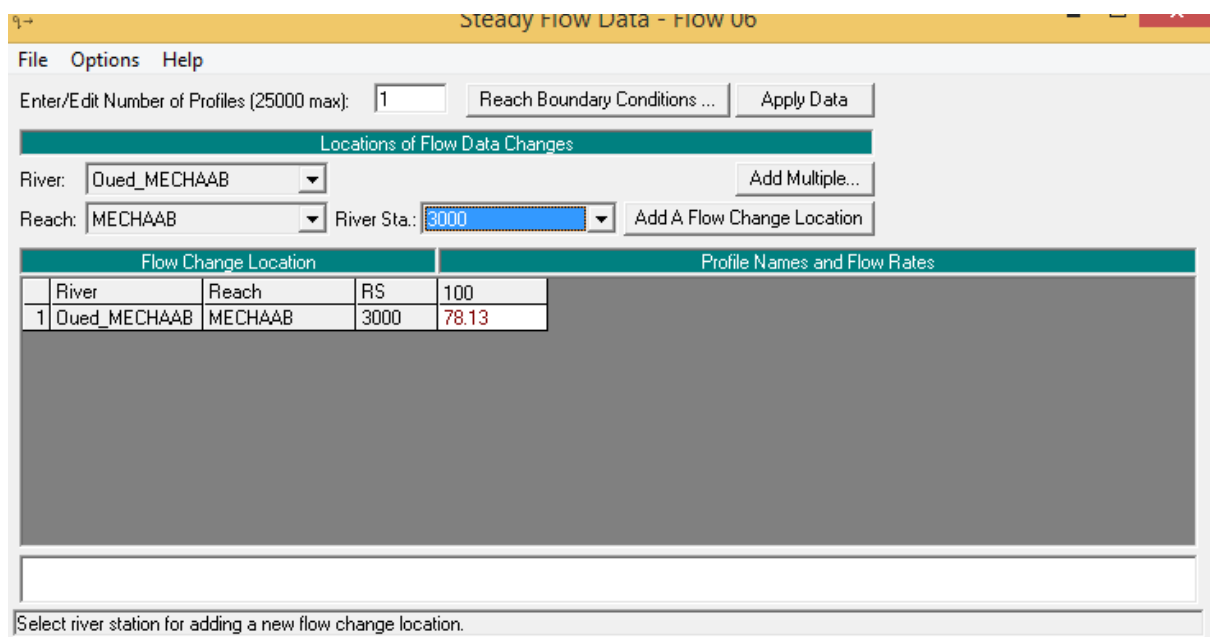 Steady Flow Data - Flow 06
File Options Help
Enter/Edit Number of Profiles (25000 max): 1 Reach Boundary Conditions ... Apply Data
Locations of Flow Data Changes
River: Oued_MECHAAB Add Multiple...
Reach: MECHAAB River Sta.: 3000 Add A Flow Change Location
Flow Change Location Profile Names and Flow Rates
River Reach RS 100
1 Oued_MECHAAB MECHAAB 3000 78.13
Select river station for adding a new flow change location.